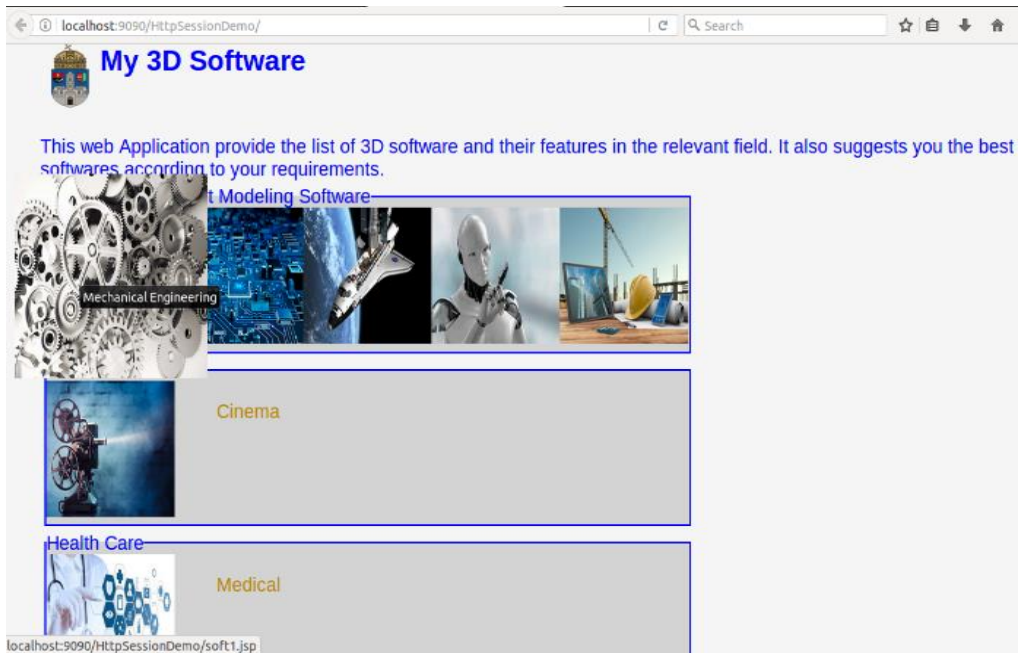 localhost:9090/HttpSessionDemo/
Search
My 3D Software
This web Application provide the list of 3D software and their features in the relevant field. It also suggests you the best
softwares according to your requirements.
t Modeling Software
Mechanical Engineering
Cinema
Health Care
Medical
localhost:9090/HttpSessionDemo/soft1.jsp